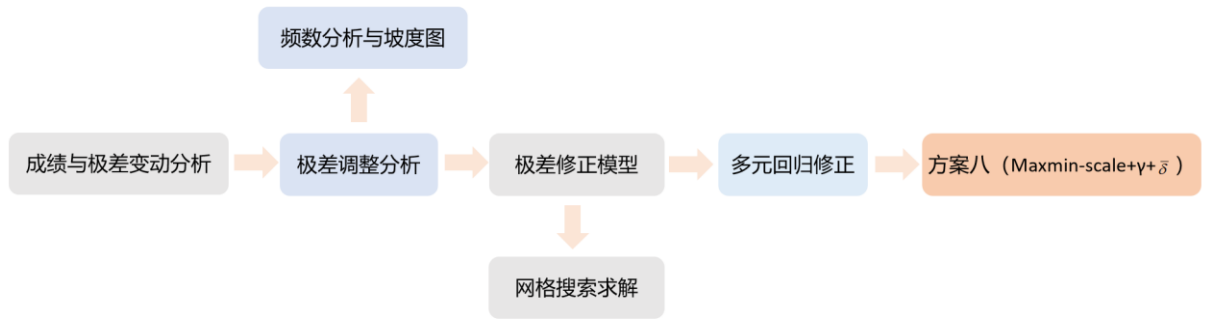 频数分析与坡度图
成绩与极差变动分析
极差调整分析
极差修正模型
多元回归修正
方案八（Maxmin-scale+γ+δ̄）
网格搜索求解